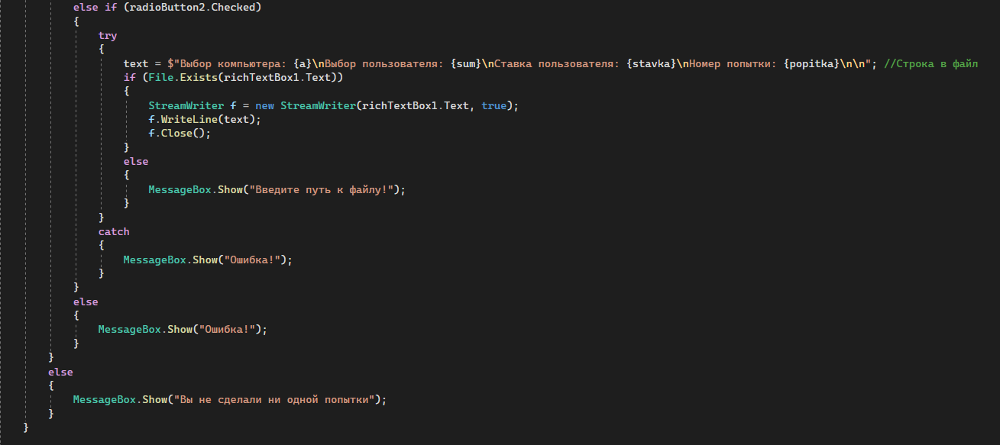 else if (radioButton2.Checked)
{
try
{
text = $"Выбор компьютера: {a}\nВыбор пользователя: {sum}\nСтавка пользователя: {stavka}\nНомер попытки: {popitka}\n\n"; //Строка в файл
if (File.Exists(richTextBox1.Text))
{
StreamWriter f = new StreamWriter(richTextBox1.Text, true);
f.WriteLine(text);
f.Close();
}
else
{
MessageBox.Show("Введите путь к файлу!");
}
}
catch
{
MessageBox.Show("Ошибка!");
}
}
else
{
MessageBox.Show("Ошибка!");
}
}
else
{
MessageBox.Show("Вы не сделали ни одной попытки");
}
}